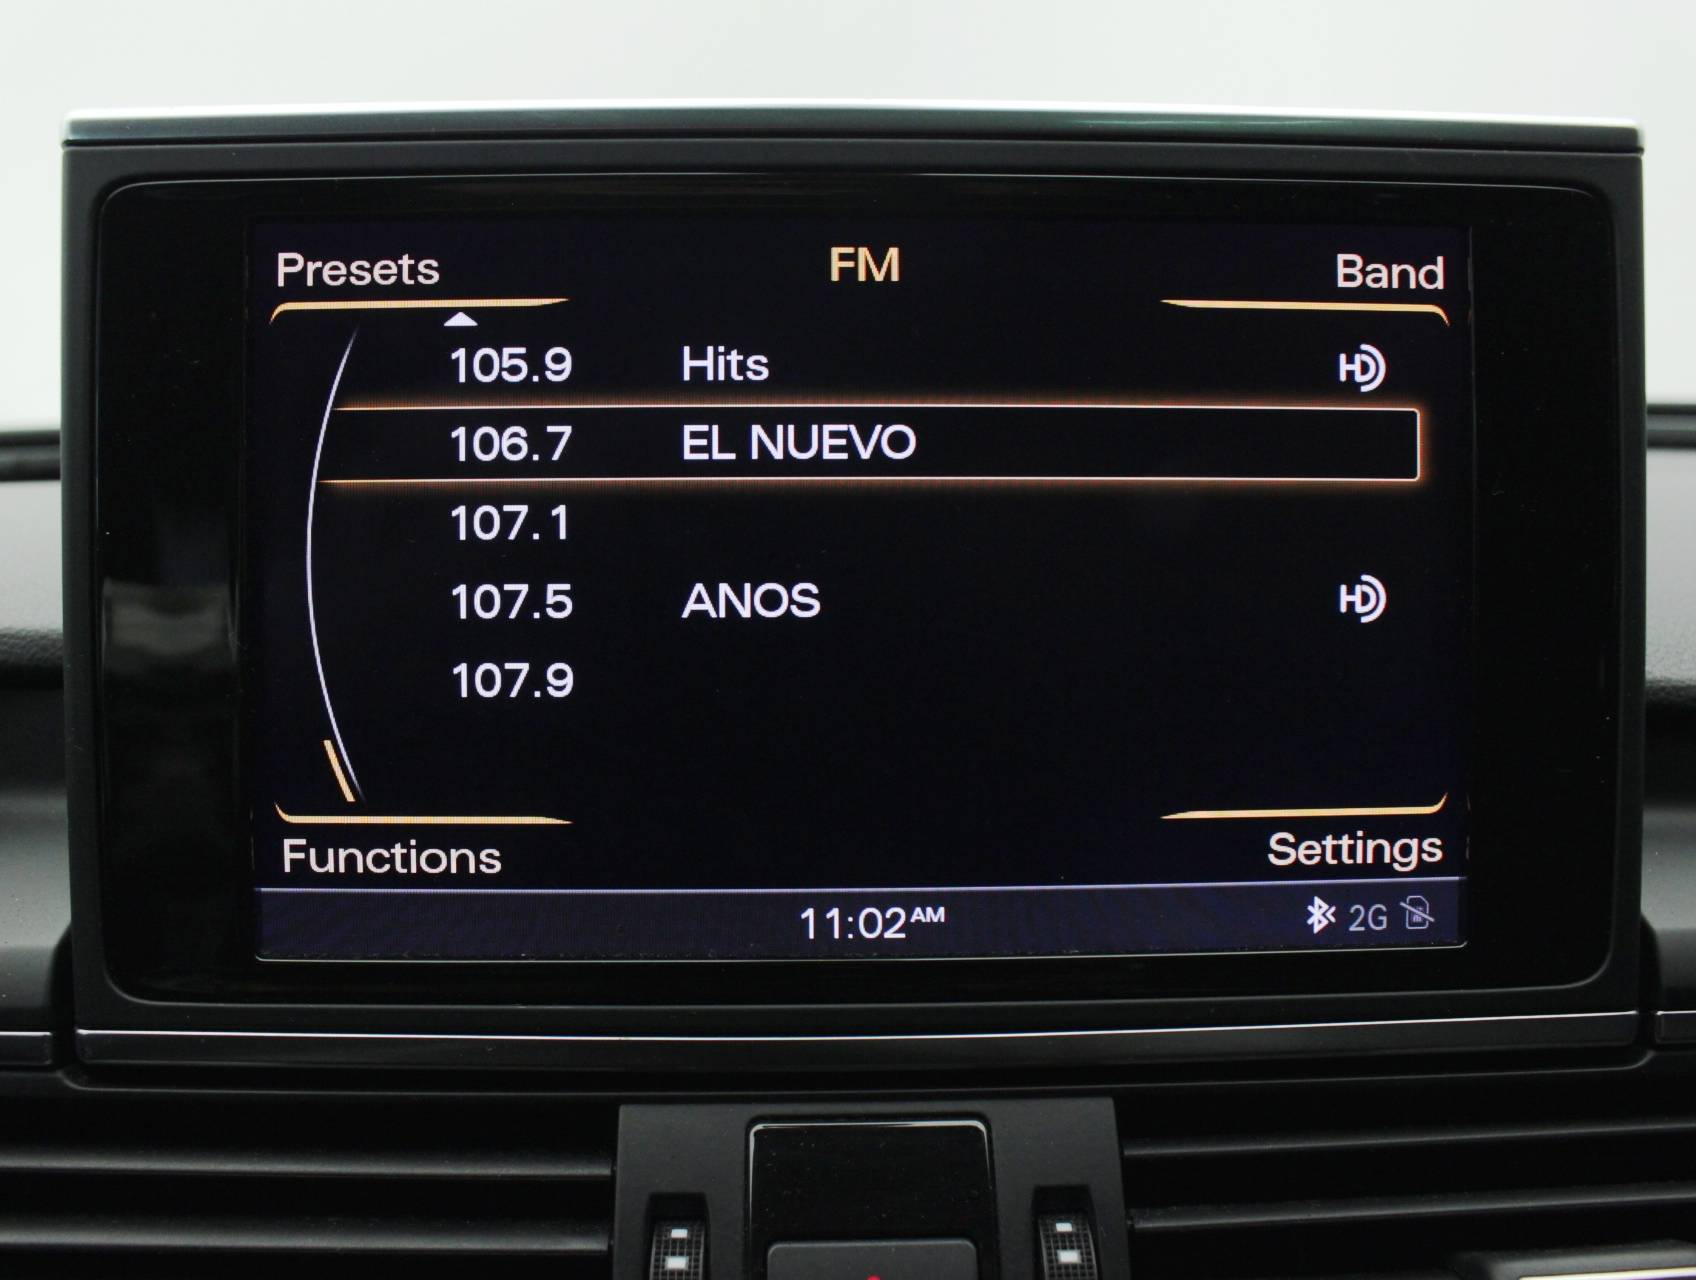 Presets FM Band
105.9 Hits HD
106.7 EL NUEVO
107.1
107.5 ANOS HD
107.9
Functions Settings
11:02 AM 2G